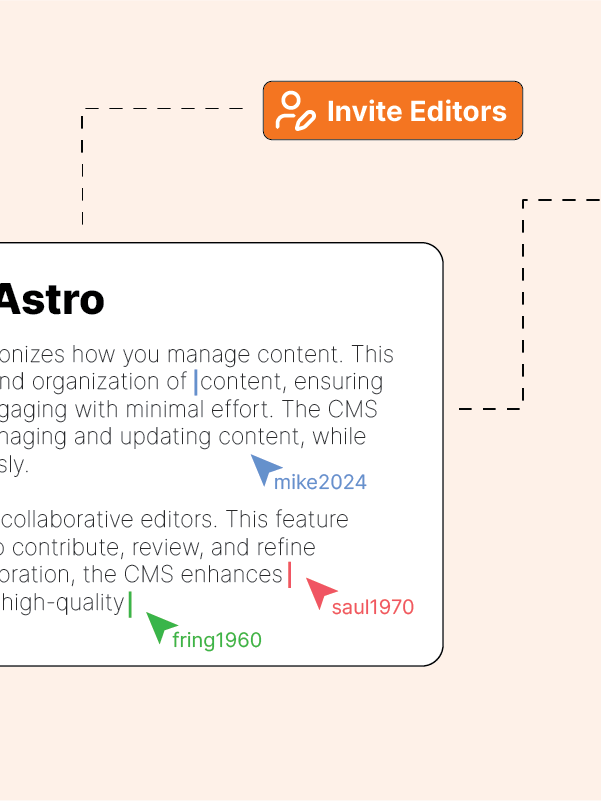 Invite Editors
Astro
onizes how you manage content. This
nd organization of content, ensuring
gaging with minimal effort. The CMS
naging and updating content, while
sly.
mike2024
collaborative editors. This feature
o contribute, review, and refine
oration, the CMS enhances
saul1970
high-quality
fring1960